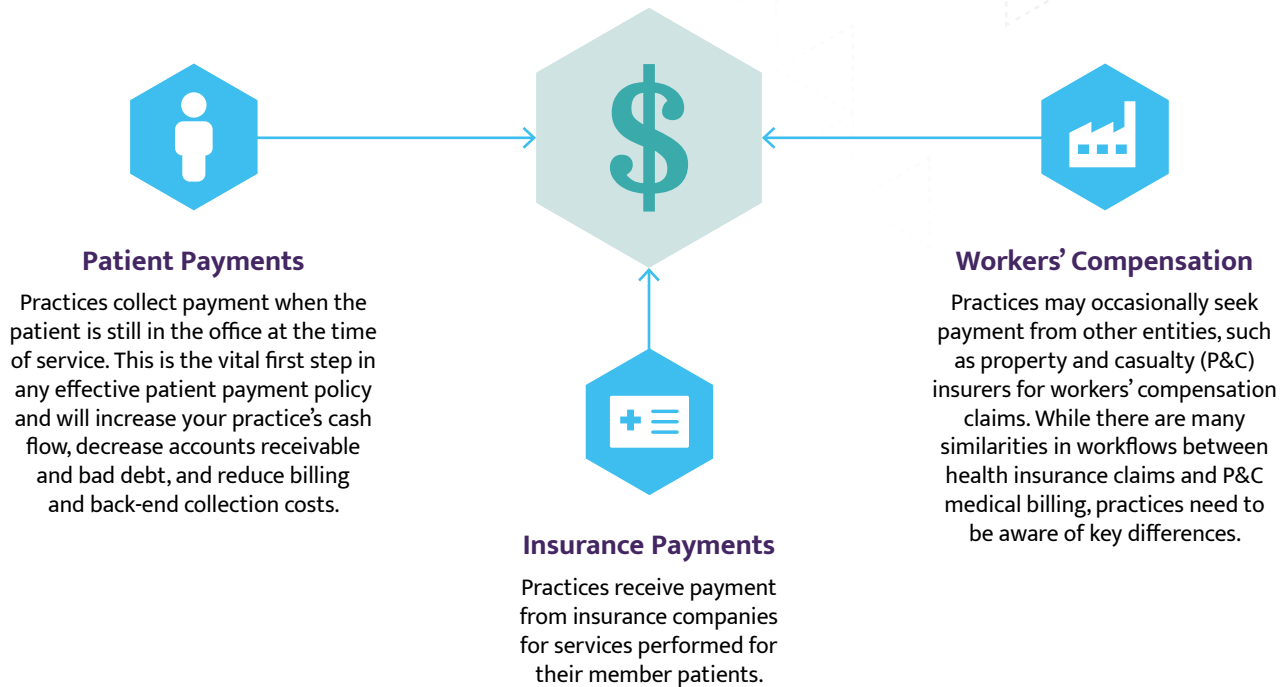 $
Patient Payments
Practices collect payment when the
patient is still in the office at the time
of service. This is the vital first step in
any effective patient payment policy
and will increase your practice’s cash
flow, decrease accounts receivable
and bad debt, and reduce billing
and back-end collection costs.
Insurance Payments
Practices receive payment
from insurance companies
for services performed for
their member patients.
Workers’ Compensation
Practices may occasionally seek
payment from other entities, such
as property and casualty (P&C)
insurers for workers’ compensation
claims. While there are many
similarities in workflows between
health insurance claims and P&C
medical billing, practices need to
be aware of key differences.